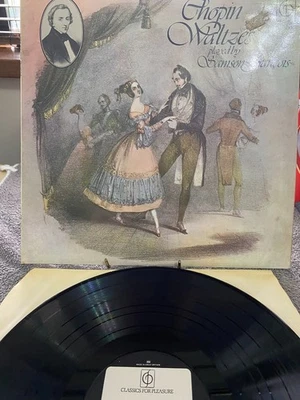 Chopin
Waltzes
played by
Samson François
CLASSICS FOR PLEASURE